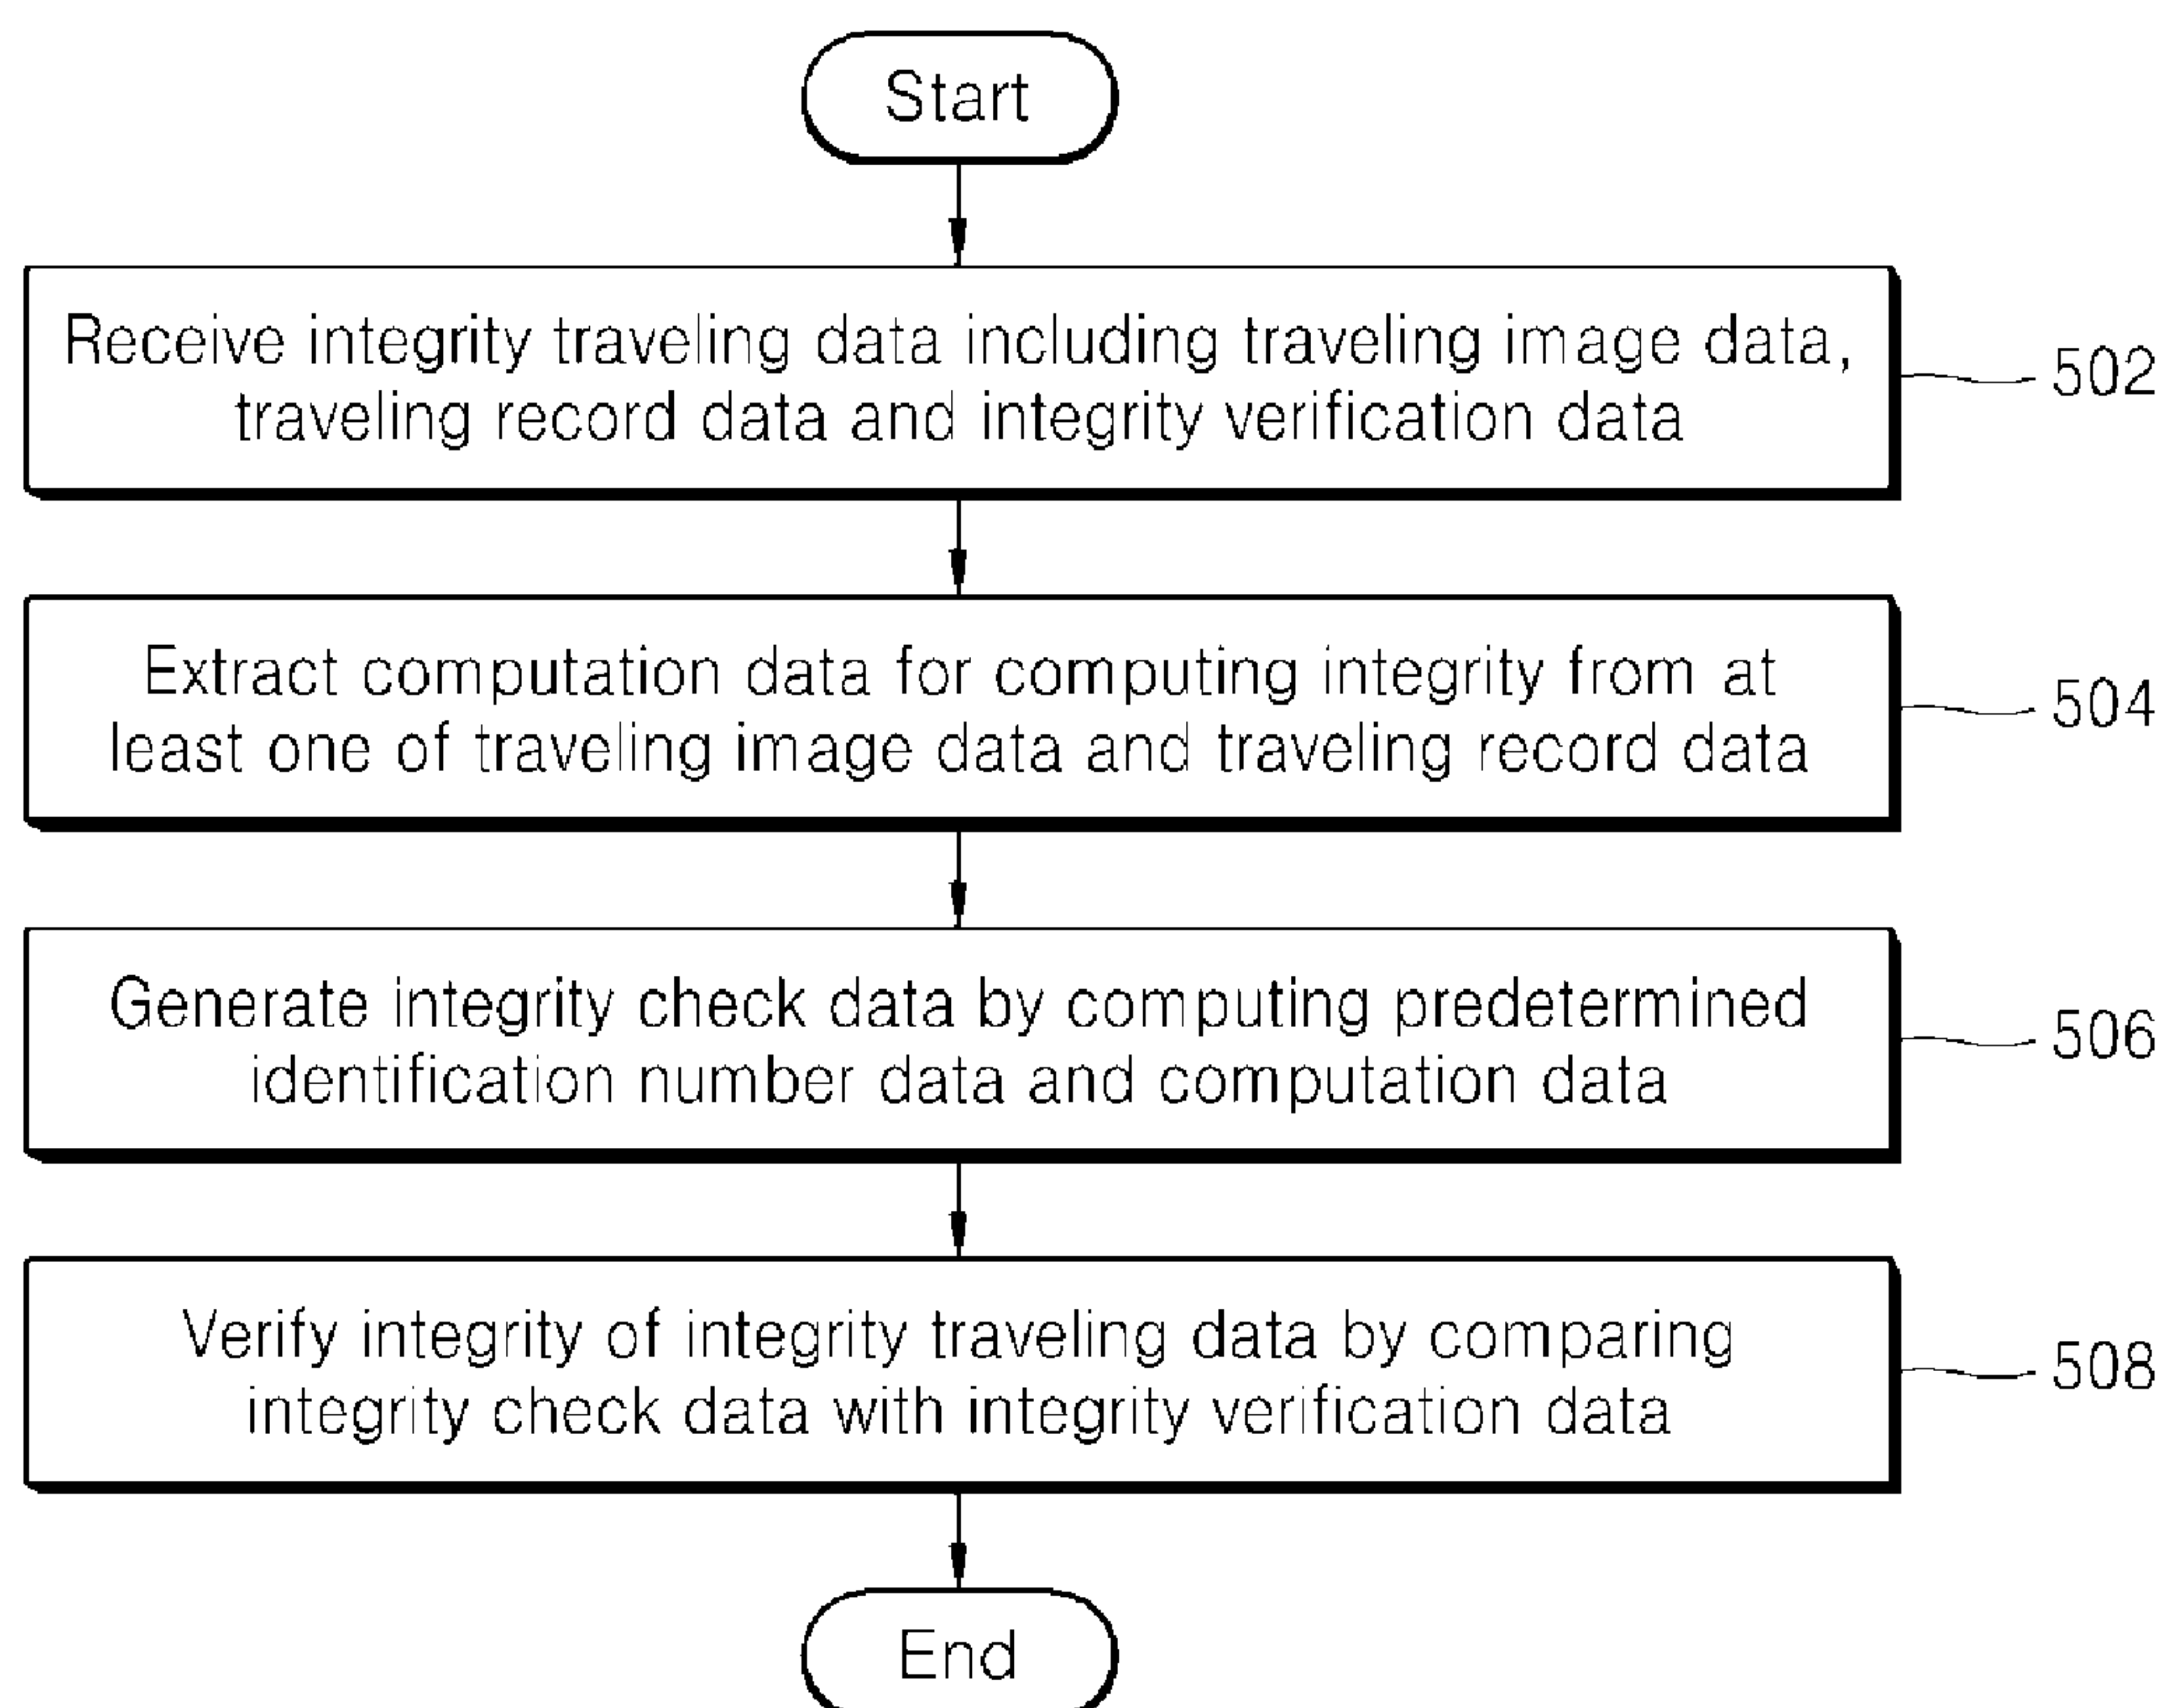 Start
Receive integrity traveling data including traveling image data,
traveling record data and integrity verification data
502
Extract computation data for computing integrity from at
least one of traveling image data and traveling record data
504
Generate integrity check data by computing predetermined
identification number data and computation data
506
Verify integrity of integrity traveling data by comparing
integrity check data with integrity verification data
508
End